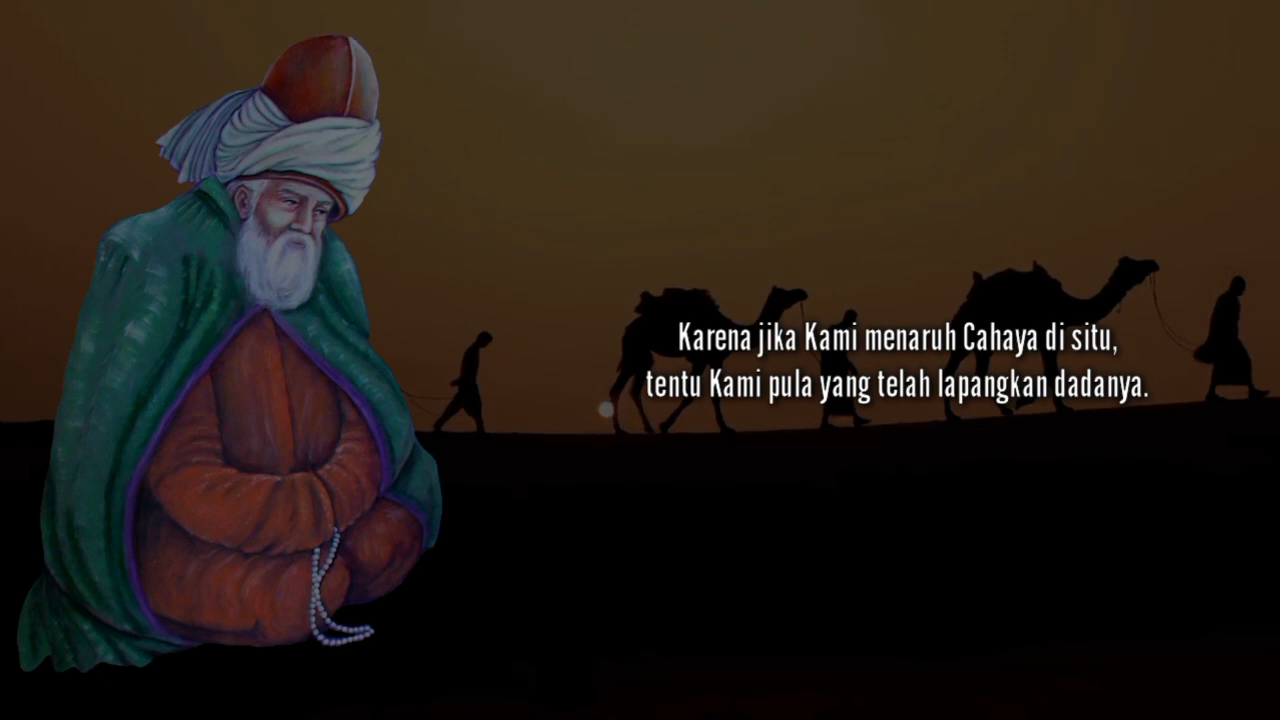 Karena jika Kami menaruh Cahaya di situ,
tentu Kami pula yang telah lapangkan dadanya.